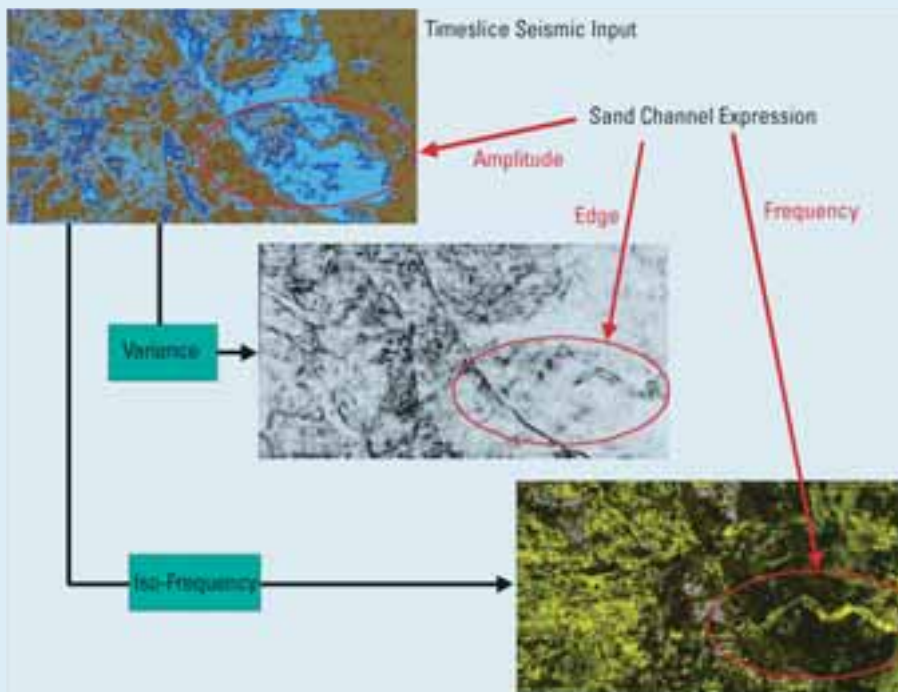 Timeslice Seismic Input
Sand Channel Expression
Amplitude
Edge
Frequency
Variance
Iso-Frequency